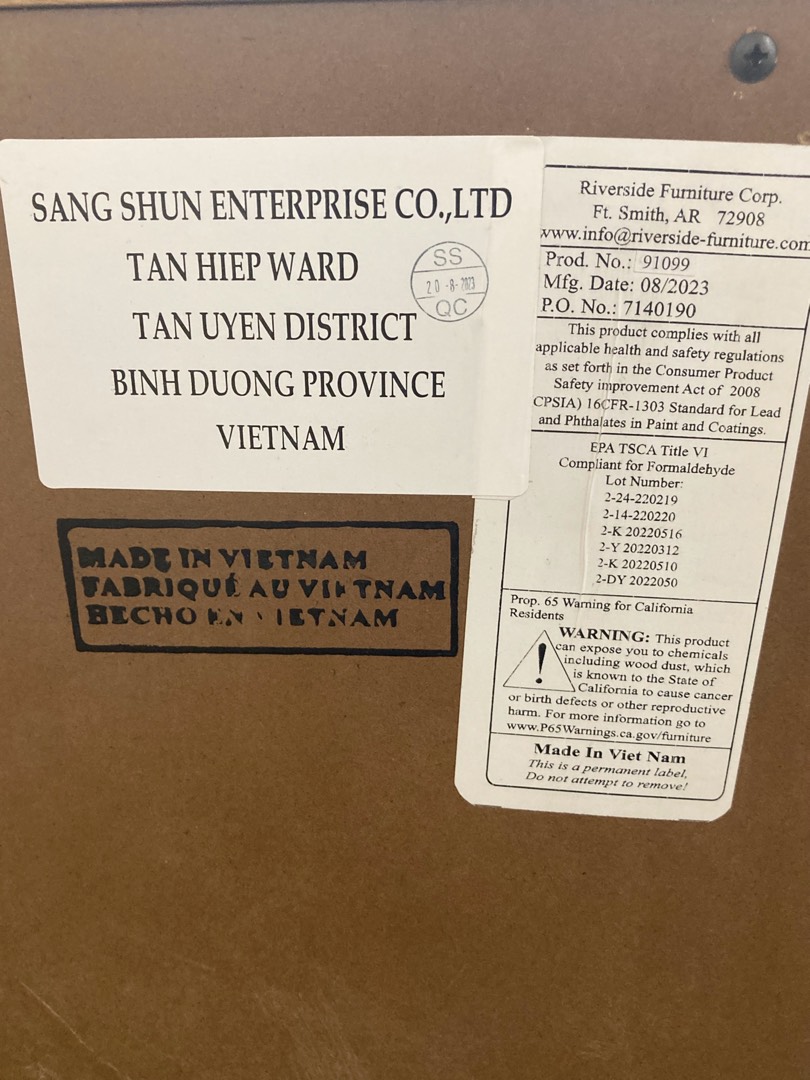 SANG SHUN ENTERPRISE CO.,LTD
TAN HIEP WARD
TAN UYEN DISTRICT
BINH DUONG PROVINCE
VIETNAM
SS
20-8-2023
QC
MADE IN VIETNAM
FABRIQUÉ AU VIETNAM
HECHO EN VIETNAM
Riverside Furniture Corp.
Ft. Smith, AR 72908
www.info@riverside-furniture.com
Prod. No.: 91099
Mfg. Date: 08/2023
P.O. No.: 7140190
This product complies with all
applicable health and safety regulations
as set forth in the Consumer Product
Safety improvement Act of 2008
CPSIA) 16CFR-1303 Standard for Lead
and Phthalates in Paint and Coatings.
EPA TSCA Title VI
Compliant for Formaldehyde
Lot Number:
2-24-220219
2-14-220220
2-K 20220516
2-Y 20220312
2-K 20220510
2-DY 2022050
Prop. 65 Warning for California
Residents
WARNING: This product
can expose you to chemicals
including wood dust, which
is known to the State of
California to cause cancer
or birth defects or other reproductive
harm. For more information go to
www.P65Warnings.ca.gov/furniture
Made In Viet Nam
This is a permanent label,
Do not attempt to remove!